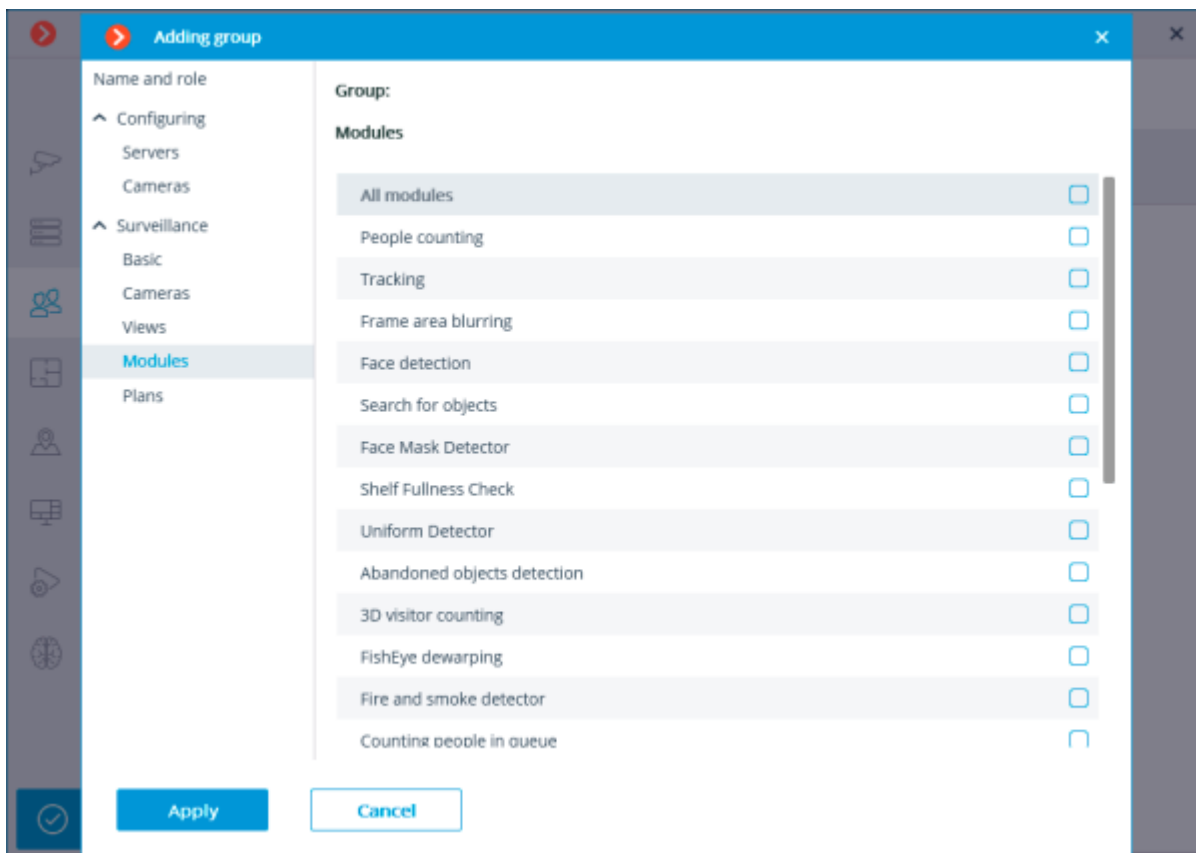 Adding group
Name and role
Configuring
Servers
Cameras
Surveillance
Basic
Cameras
Views
Modules
Plans
Group:
Modules
All modules
People counting
Tracking
Frame area blurring
Face detection
Search for objects
Face Mask Detector
Shelf Fullness Check
Uniform Detector
Abandoned objects detection
3D visitor counting
FishEye dewarping
Fire and smoke detector
Counting people in queue
Apply
Cancel